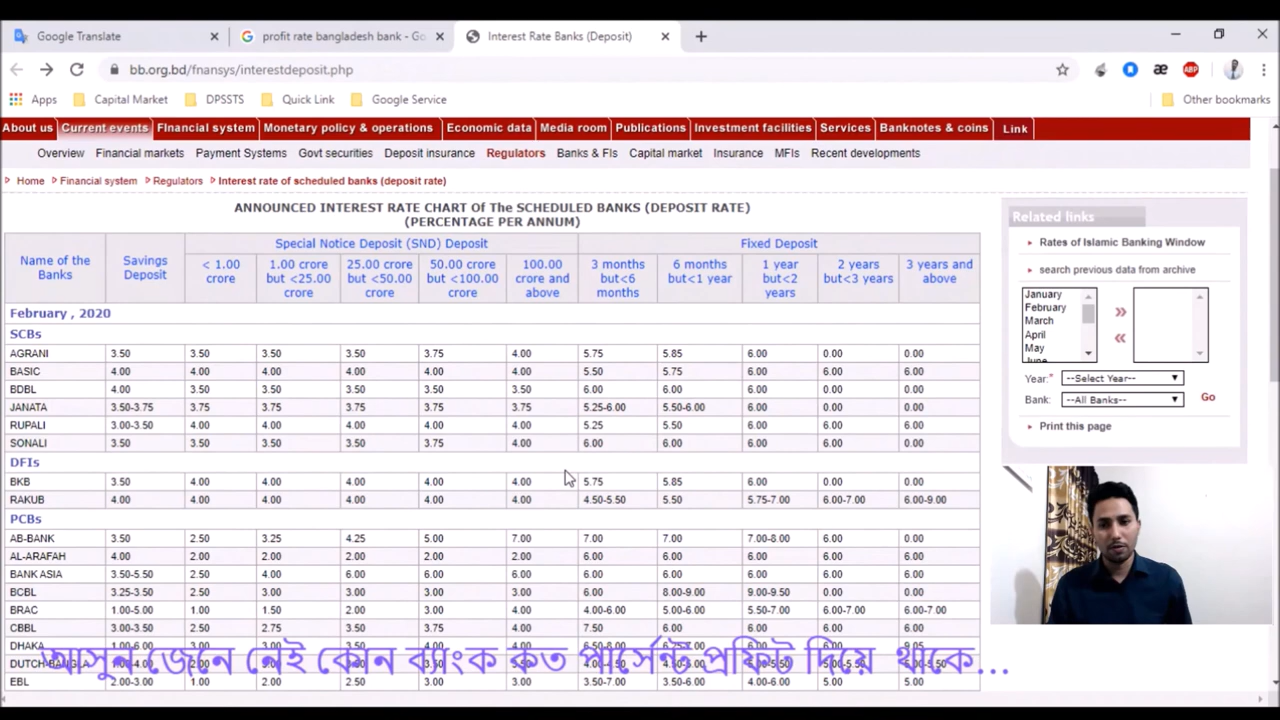 Google Translate
profit rate bangladesh bank - Go
Interest Rate Banks (Deposit)
bb.org.bd/fnansys/interestdeposit.php
ABP
Apps Capital Market DPSSTS Quick Link Google Service Other bookmarks
About us Current events Financial system Monetary policy & operations Economic data Media room Publications Investment facilities Services Banknotes & coins Link
Overview Financial markets Payment Systems Govt securities Deposit insurance Regulators Banks & FIs Capital market Insurance MFIs Recent developments
Home Financial system Regulators Interest rate of scheduled banks (deposit rate)
ANNOUNCED INTEREST RATE CHART Of The SCHEDULED BANKS (DEPOSIT RATE)
(PERCENTAGE PER ANNUM)
Name of the Banks Savings Deposit Special Notice Deposit (SND) Deposit Fixed Deposit
< 1.00 crore 1.00 crore but <25.00 crore 25.00 crore but <50.00 crore 50.00 crore but <100.00 crore 100.00 crore and above 3 months but<6 months 6 months but<1 year 1 year but<2 years 2 years but<3 years 3 years and above
February , 2020
SCBs
AGRANI 3.50 3.50 3.50 3.50 3.75 4.00 5.75 5.85 6.00 0.00 0.00
BASIC 4.00 4.00 4.00 4.00 4.00 4.00 5.50 5.75 6.00 0.00 0.00
BDBL 4.00 3.50 3.50 3.50 3.50 3.50 6.00 6.00 6.00 0.00 0.00
JANATA 3.50-3.75 3.75 3.75 3.75 3.75 3.75 5.25-6.00 5.50-6.00 6.00 0.00 0.00
RUPALI 3.00-3.50 4.00 4.00 4.00 4.00 4.00 5.25 5.50 6.00 0.00 0.00
SONALI 3.50 3.50 3.50 3.50 3.75 4.00 6.00 6.00 6.00 0.00 0.00
DFIs
BKB 3.50 4.00 4.00 4.00 4.00 4.00 5.75 5.85 6.00 0.00 0.00
RAKUB 4.00 4.00 4.00 4.00 4.00 4.00 4.50-5.50 5.50 5.75-7.00 6.00-7.00 6.00-9.00
PCBs
AB-BANK 3.50 2.50 3.25 4.25 5.00 7.00 7.00 7.00 7.00-8.00 6.00 0.00
AL-ARAFAH 4.00 2.00 2.00 2.00 2.00 2.00 6.00 6.00 6.00 6.00 6.00
BANK ASIA 3.50-5.50 2.50 4.00 6.00 6.00 6.00 6.00 6.00 6.00 6.00 6.00
BCBL 3.25-3.50 2.50 3.00 3.00 3.00 3.00 6.00 8.00-9.00 9.00-9.50 0.00 0.00
BRAC 1.00-5.00 1.00 1.50 2.00 3.00 4.00 4.00-6.00 5.00-6.00 5.50-7.00 6.00-7.00 6.00-7.00
CBBL 3.00-3.50 2.50 2.75 3.50 3.75 4.00 7.50 6.00 6.00 6.00 6.00
DHAKA
DUTCH-BANGLA
EBL 2.00-3.00 1.00 2.00 2.50 3.00 3.00 3.50-7.00 3.50-6.00 4.00-6.00 5.00 5.00
আসুন জেনে নেই কোন ব্যাংক কত পার্সেন্ট প্রফিট দিয়ে থাকে...
Related links
Rates of Islamic Banking Window
search previous data from archive
January
February
March
April
May
June
Year:* --Select Year--
Bank: --All Banks-- Go
Print this page